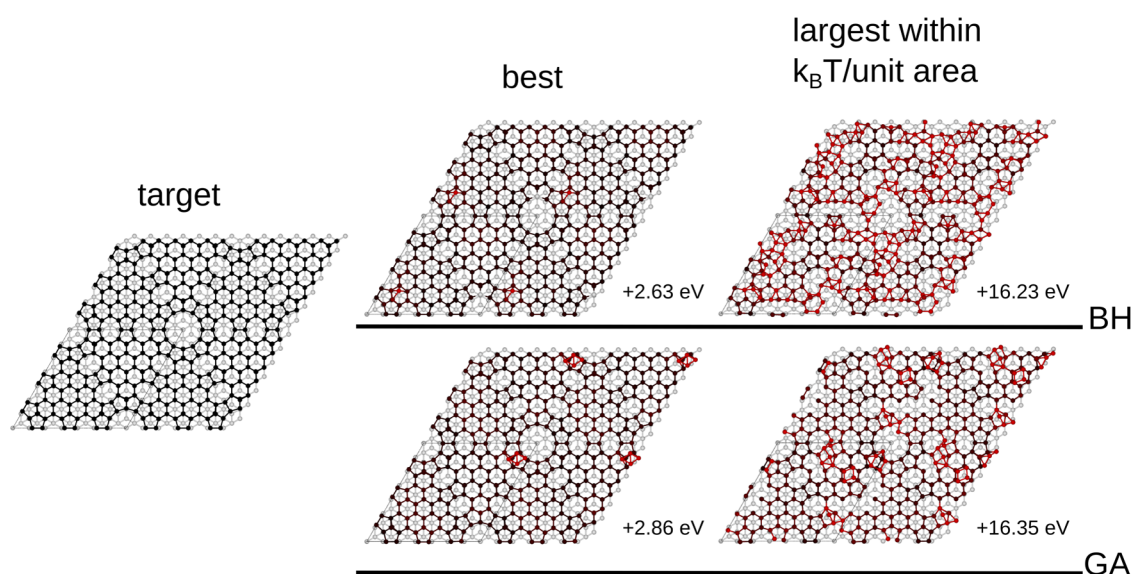 largest within
k_BT/unit area
best
target
+2.63 eV
+16.23 eV
BH
+2.86 eV
+16.35 eV
GA